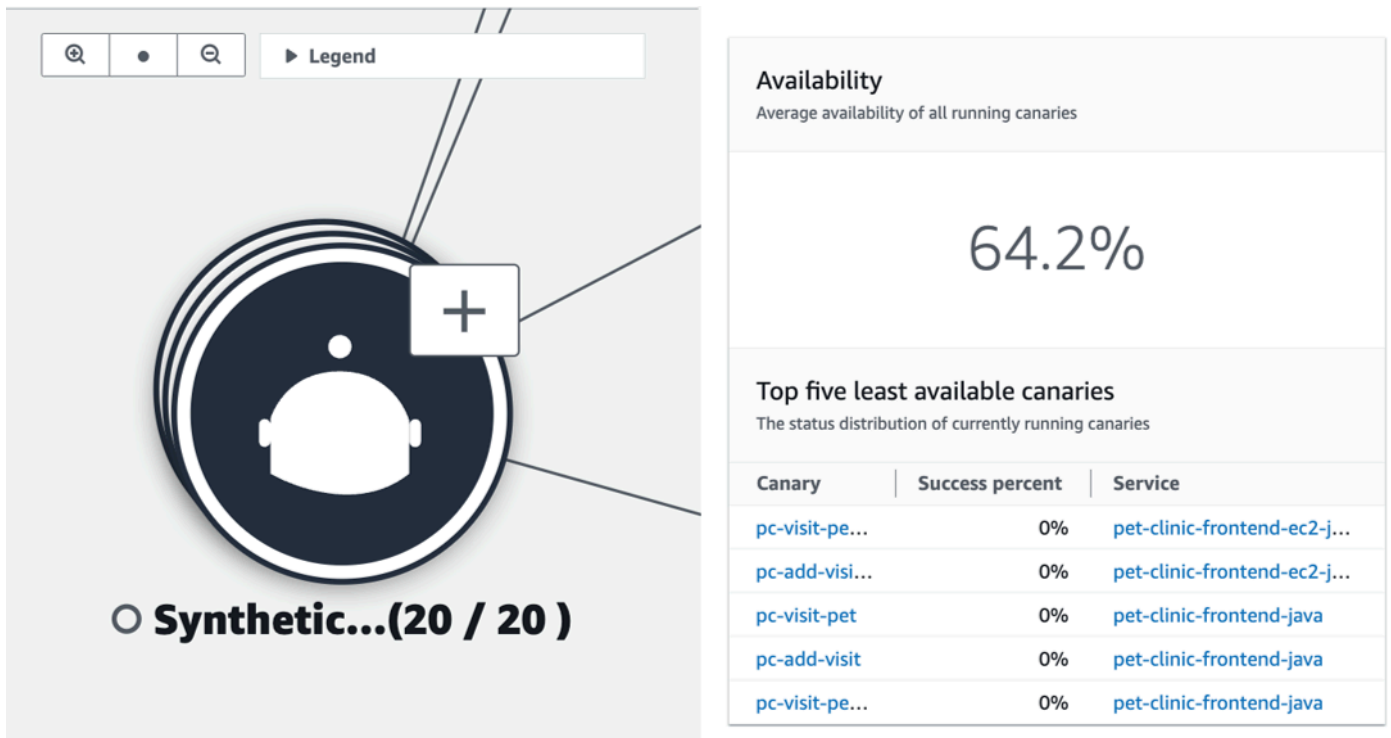 Legend
Synthetic...(20 / 20 )
Availability
Average availability of all running canaries
64.2%
Top five least available canaries
The status distribution of currently running canaries
Canary Success percent Service
pc-visit-pe... 0% pet-clinic-frontend-ec2-j...
pc-add-visi... 0% pet-clinic-frontend-ec2-j...
pc-visit-pet 0% pet-clinic-frontend-java
pc-add-visit 0% pet-clinic-frontend-java
pc-visit-pe... 0% pet-clinic-frontend-java